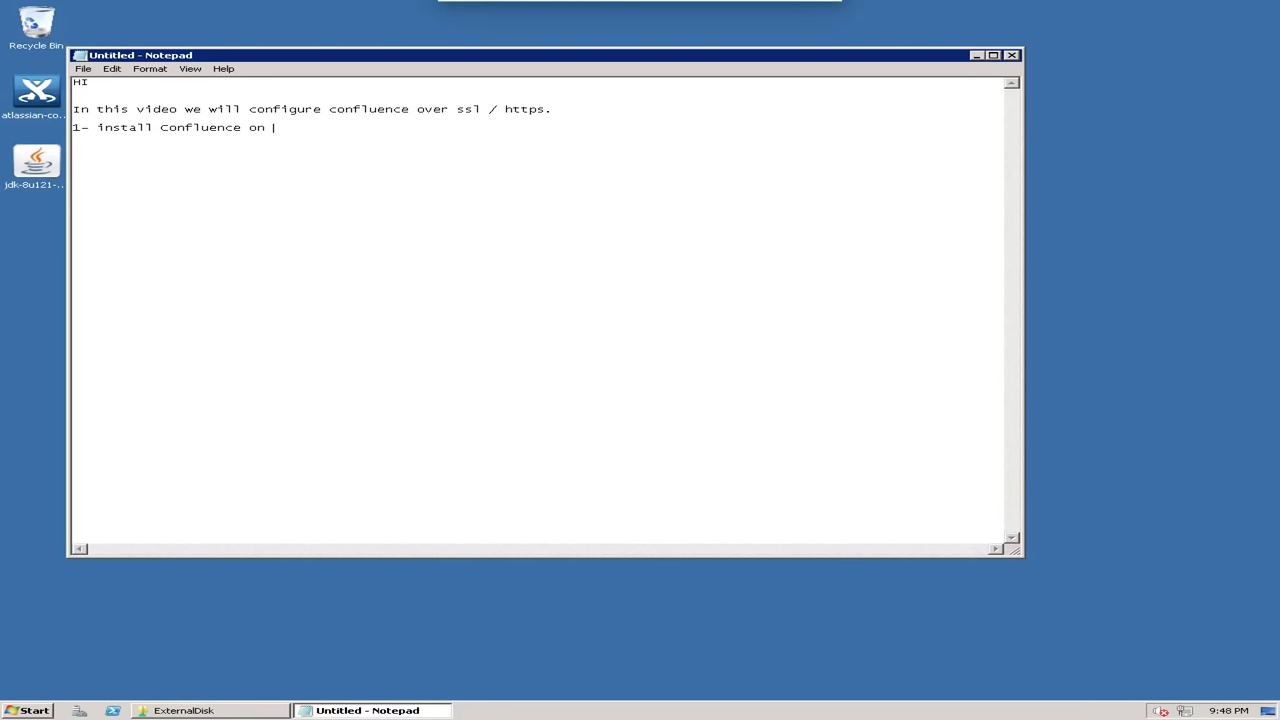 Recycle Bin
Untitled - Notepad
File Edit Format View Help
HI
In this video we will configure confluence over ssl / https.
1- install Confluence on
atlassian-co...
jdk-8u121-...
Start
ExternalDisk
Untitled - Notepad
9:48 PM